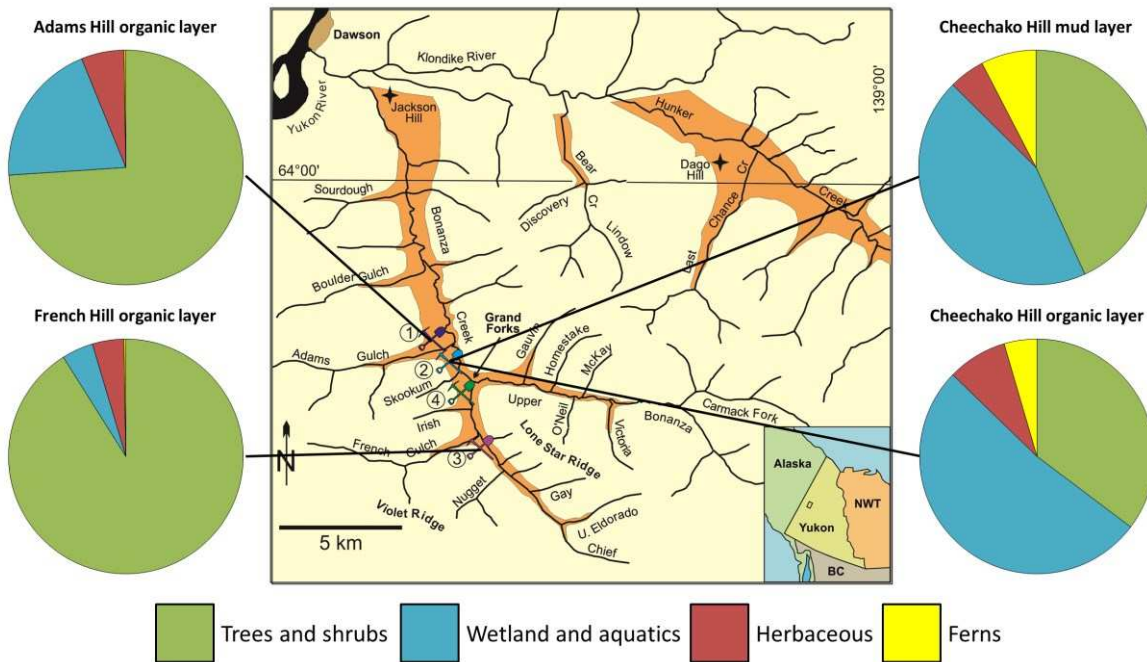 Adams Hill organic layer
Cheechako Hill mud layer
French Hill organic layer
Cheechako Hill organic layer
Dawson
Klondike River
Yukon River
Jackson Hill
139°00'
64°00'
Hunker
Creek
Dago Hill
Last Chance Cr
Bear Cr
Discovery
Lindow
Sourdough
Bonanza
Creek
Boulder Gulch
Grand Forks
Gauvin
Homestake
McKay
1
2
4
3
Adams Gulch
Skookum
Irish
French Gulch
Upper Bonanza
O'Neil
Victoria
Carmack Fork
Lone Star Ridge
Nugget
Violet Ridge
Gay
U. Eldorado
Chief
N
5 km
Alaska
Yukon
NWT
BC
Trees and shrubs
Wetland and aquatics
Herbaceous
Ferns